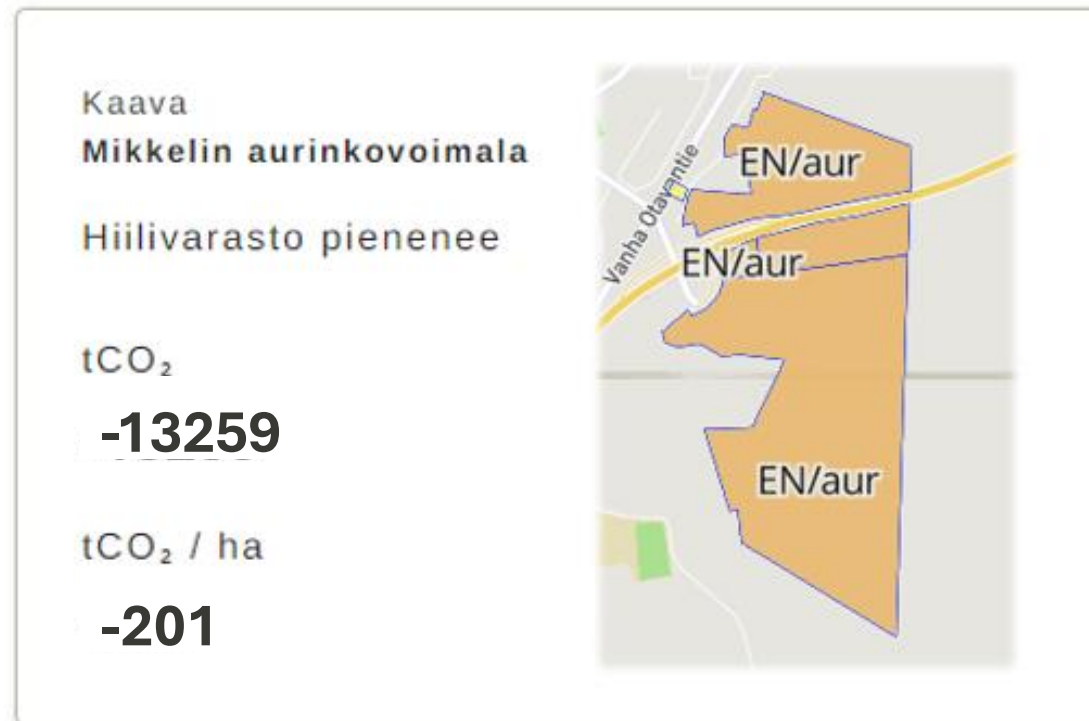 Kaava
Mikkelin aurinkovoimala
Hiilivarasto pienenee
tCO₂
-13259
tCO₂ / ha
-201
EN/aur
Vanha Otavantie
EN/aur
EN/aur